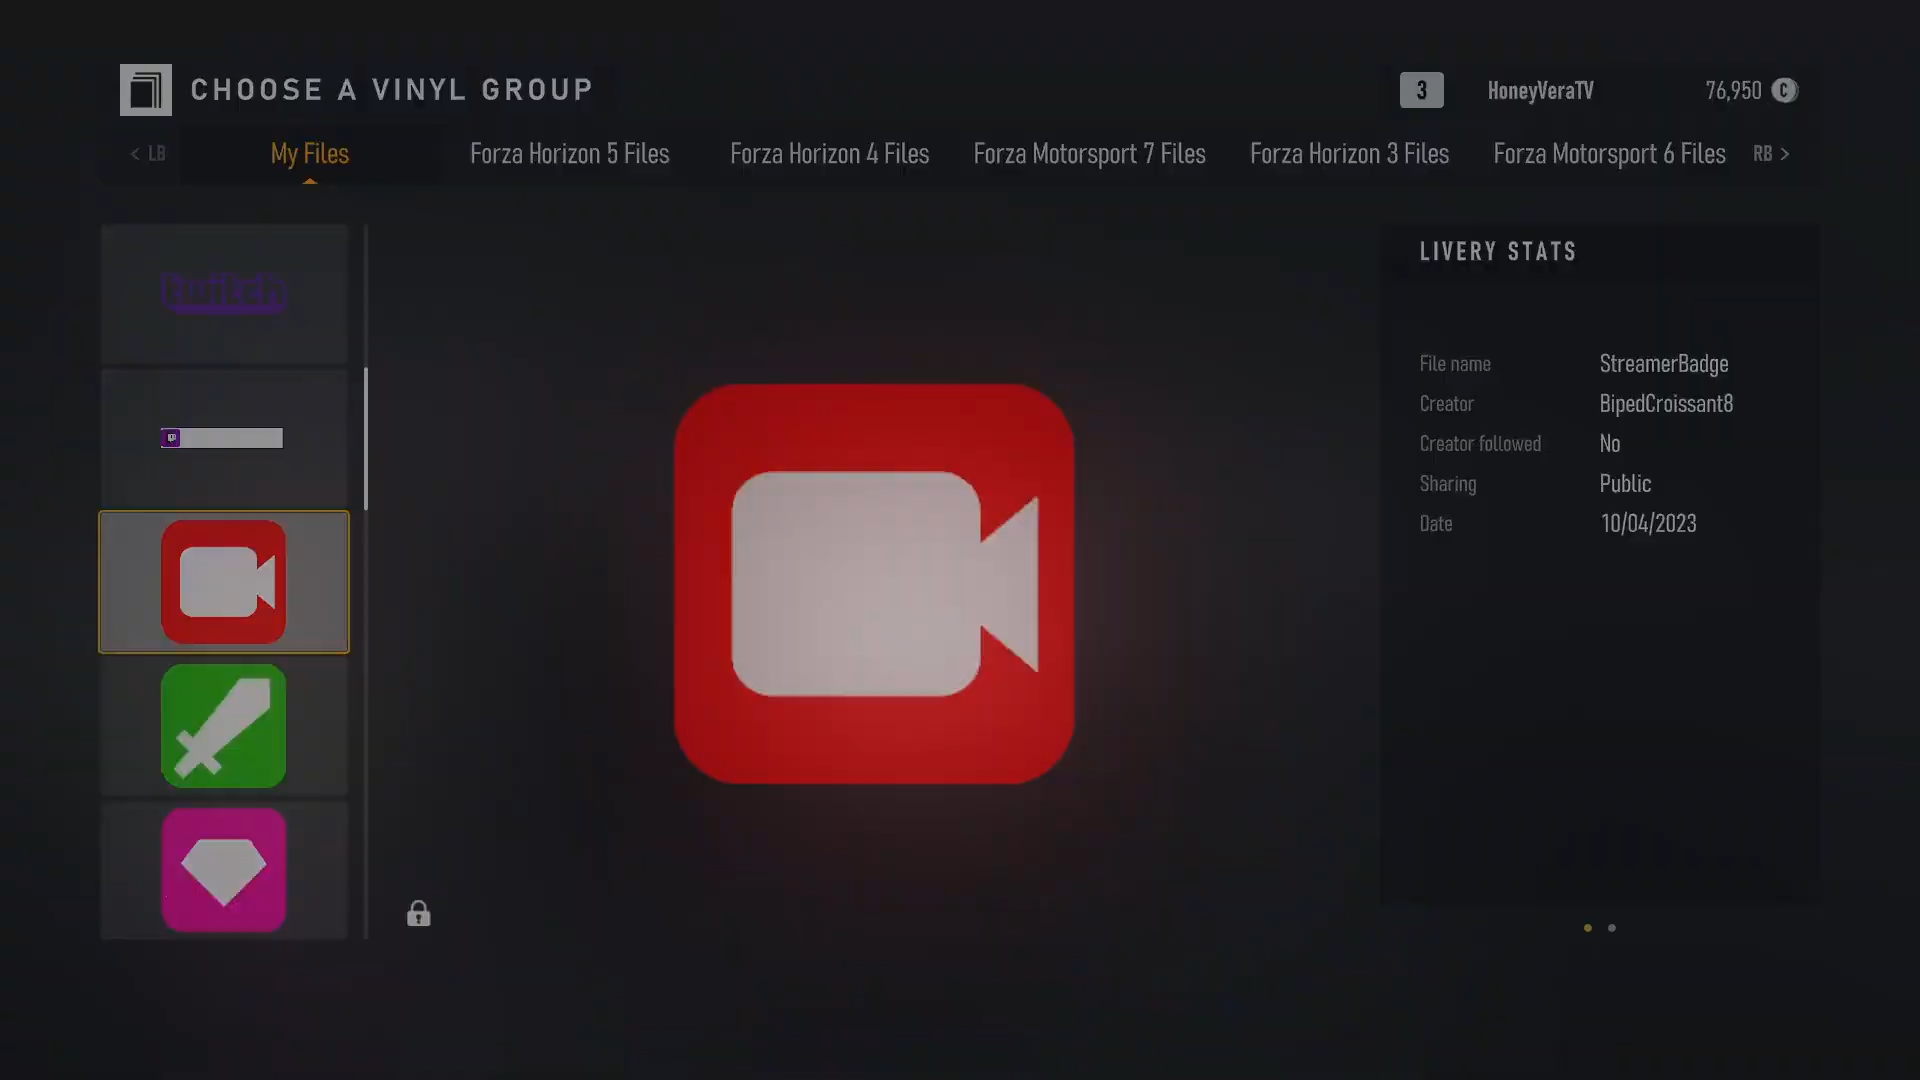 CHOOSE A VINYL GROUP
3 HoneyVeraTV 76,950 C
< LB My Files Forza Horizon 5 Files Forza Horizon 4 Files Forza Motorsport 7 Files Forza Horizon 3 Files Forza Motorsport 6 Files RB >
twitch
LIVERY STATS
File name StreamerBadge
Creator BipedCroissant8
Creator followed No
Sharing Public
Date 10/04/2023